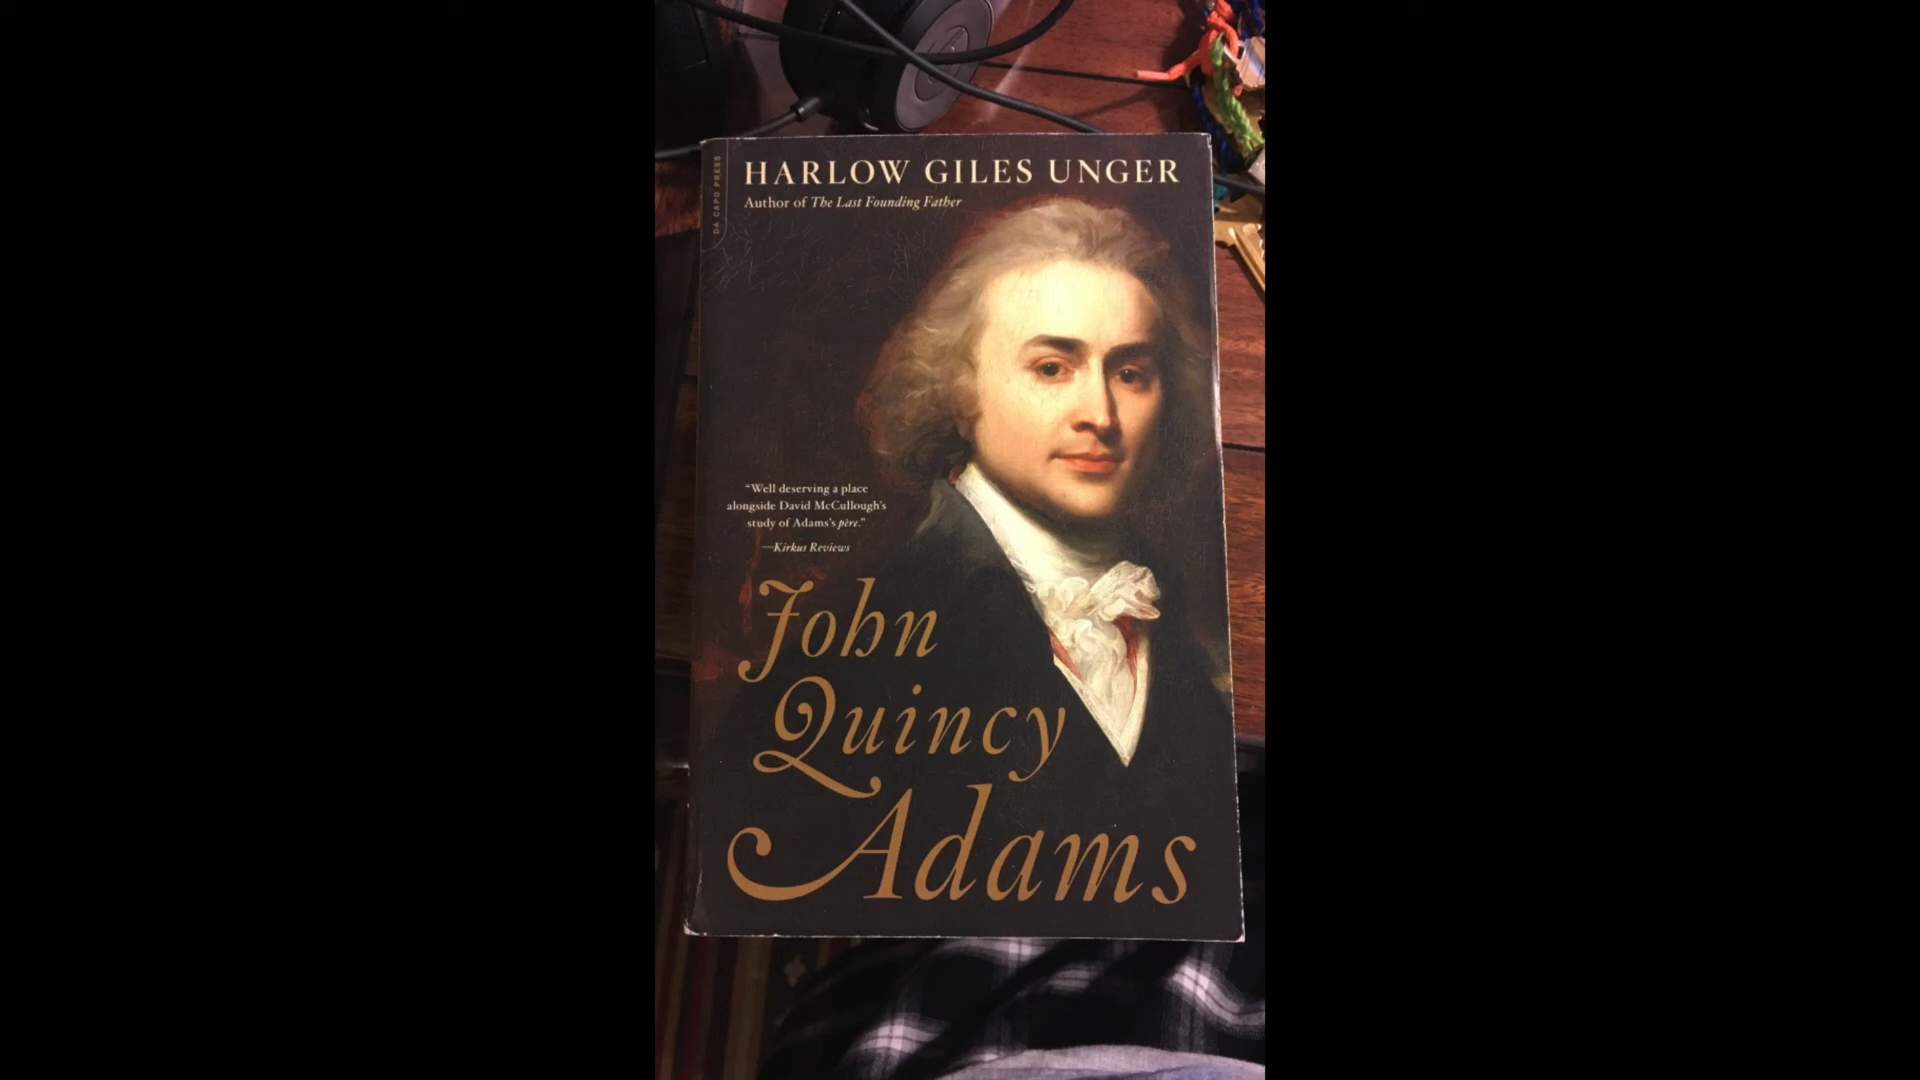 DA CAPO PRESS
HARLOW GILES UNGER
Author of The Last Founding Father
“Well deserving a place
alongside David McCullough’s
study of Adams’s père.”
—Kirkus Reviews
John
Quincy
Adams